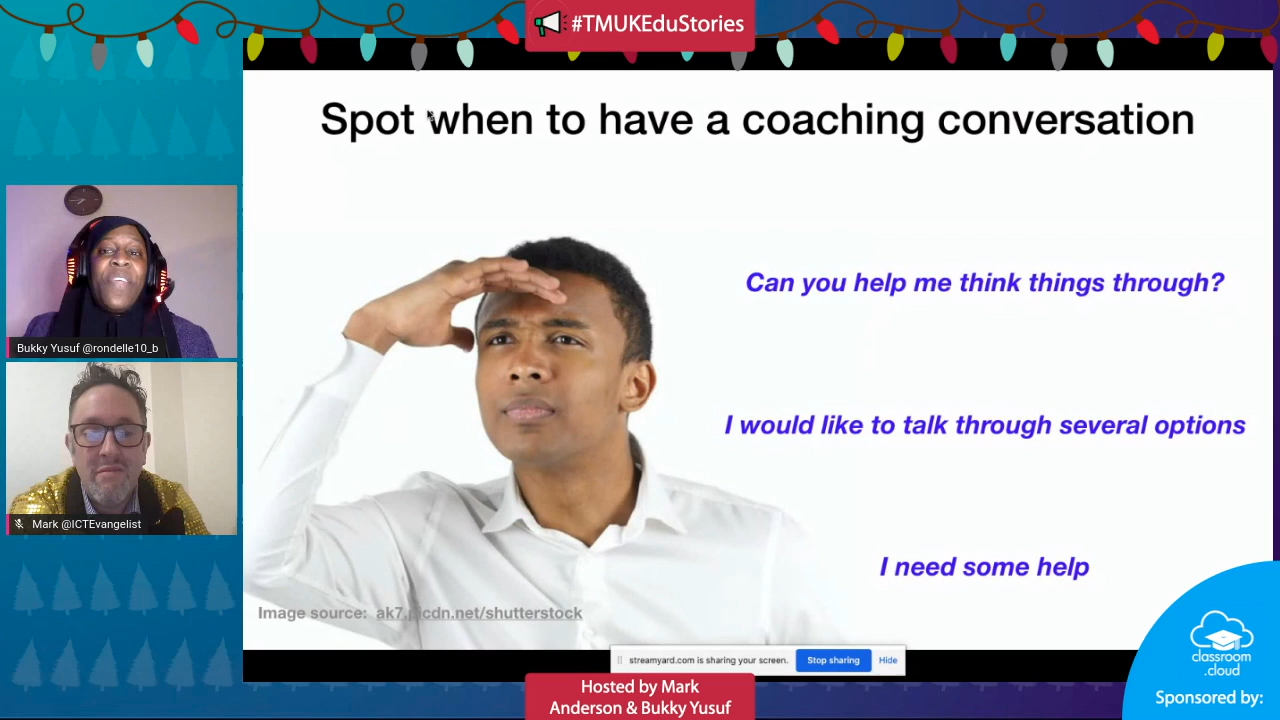 #TMUKEduStories
Spot when to have a coaching conversation
Can you help me think things through?
I would like to talk through several options
I need some help
Image source: ak7.picdn.net/shutterstock
Bukky Yusuf @rondelle10_b
Mark @ICTEvangelist
streamyard.com is sharing your screen.
Stop sharing
Hide
Hosted by Mark
Anderson & Bukky Yusuf
classroom
.cloud
Sponsored by: